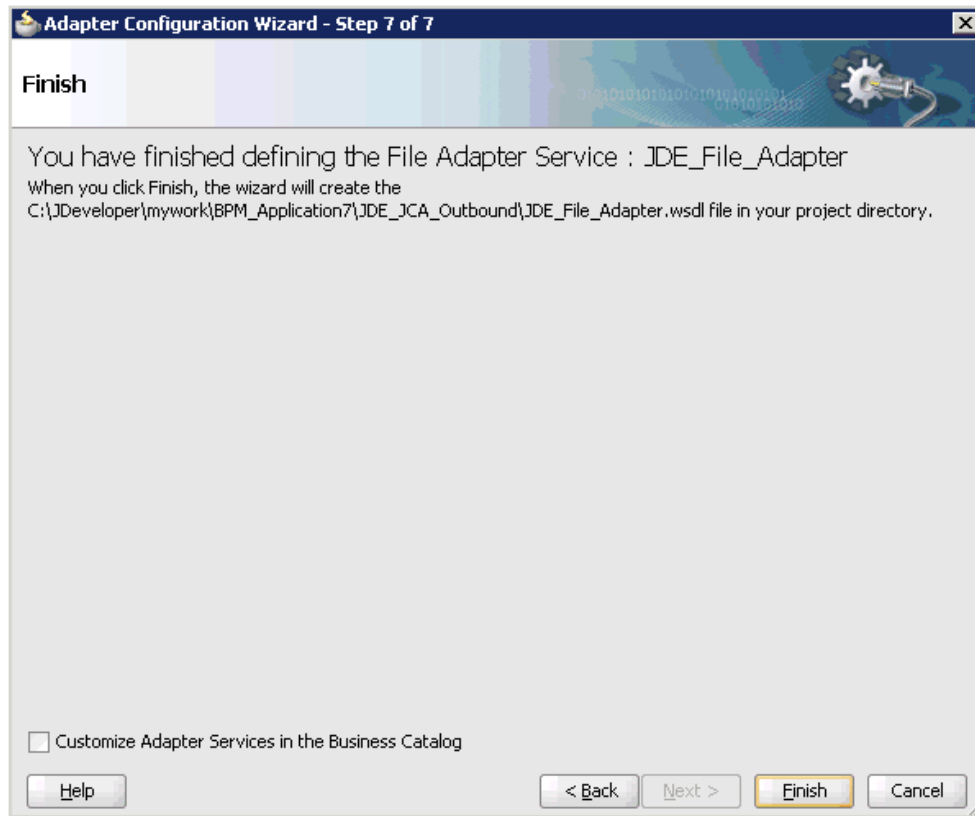 Adapter Configuration Wizard - Step 7 of 7
Finish
You have finished defining the File Adapter Service : JDE_File_Adapter
When you click Finish, the wizard will create the
C:\JDeveloper\mywork\BPM_Application7\JDE_JCA_Outbound\JDE_File_Adapter.wsdl file in your project directory.
Customize Adapter Services in the Business Catalog
Help
< Back
Next >
Finish
Cancel